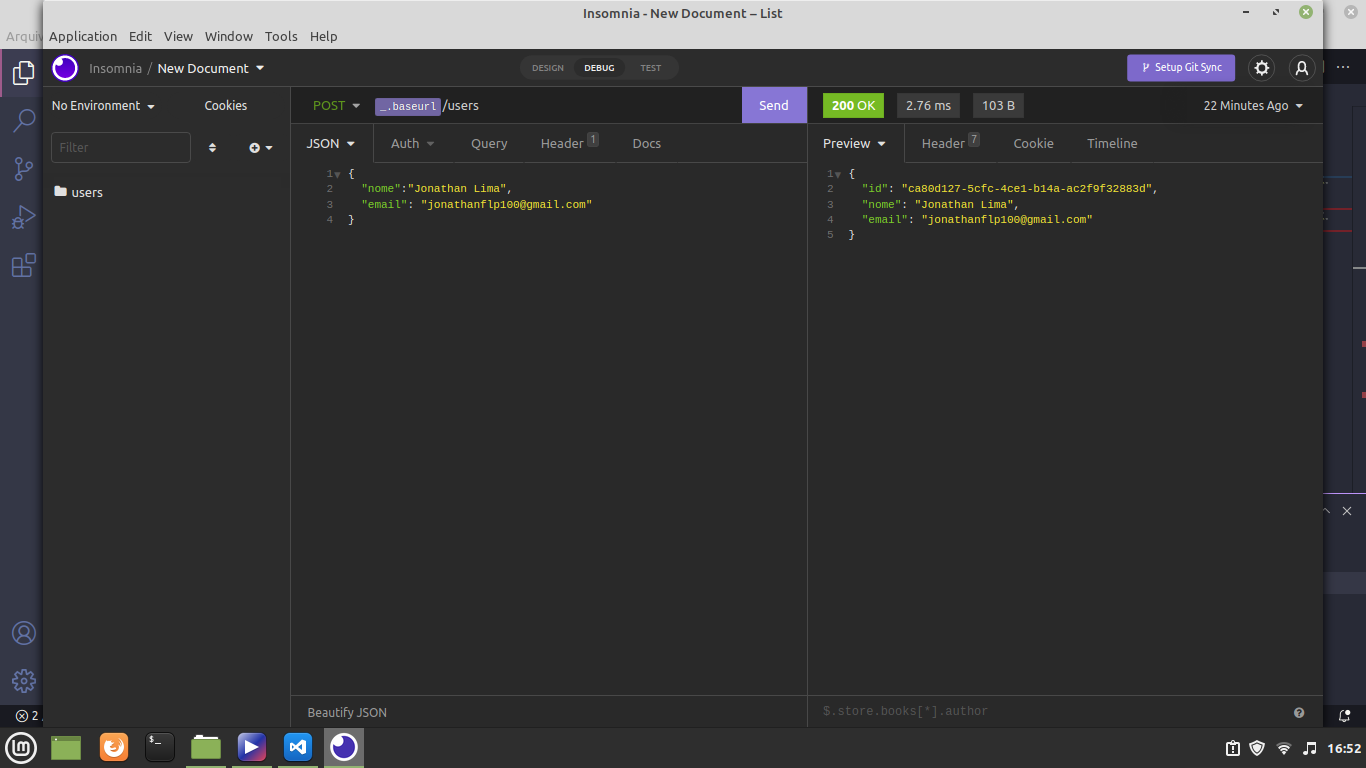 Insomnia - New Document – List
Arquiv
Application Edit View Window Tools Help
Insomnia / New Document
DESIGN DEBUG TEST
Setup Git Sync
No Environment Cookies
POST _.baseurl /users Send
200 OK 2.76 ms 103 B 22 Minutes Ago
Filter
JSON Auth Query Header 1 Docs
Preview Header 7 Cookie Timeline
users
1 {
2 "nome":"Jonathan Lima",
3 "email": "jonathanflp100@gmail.com"
4 }
1 {
2 "id": "ca80d127-5cfc-4ce1-b14a-ac2f9f32883d",
3 "nome": "Jonathan Lima",
4 "email": "jonathanflp100@gmail.com"
5 }
Beautify JSON
$.store.books[*].author
2
$_
16:52